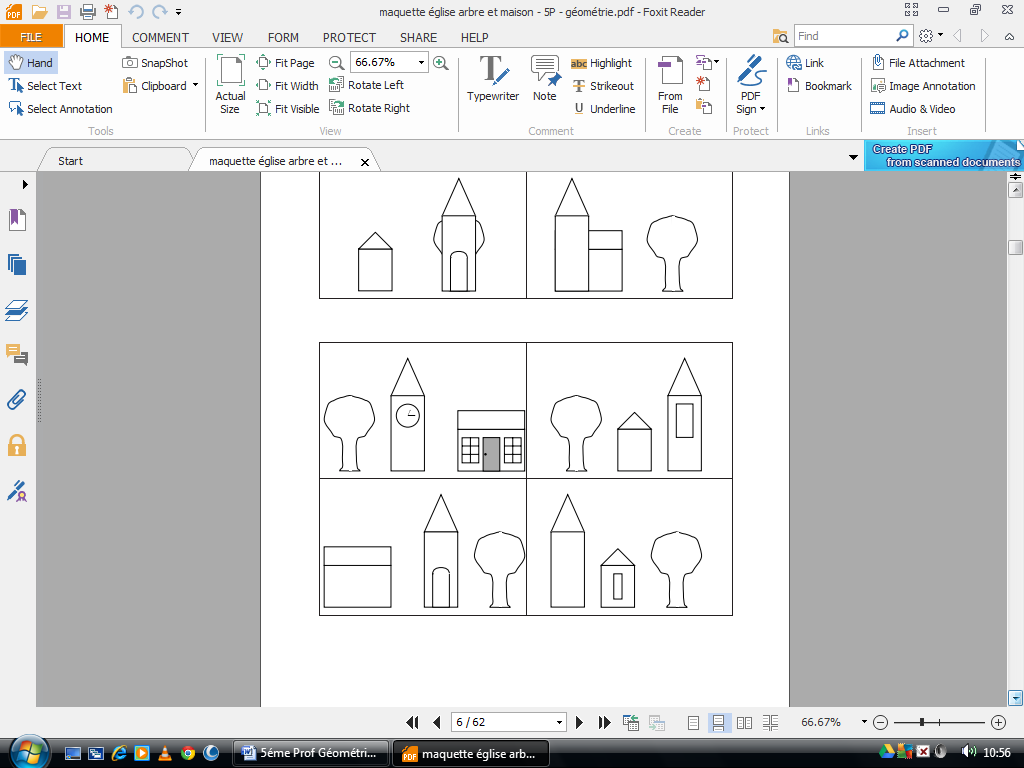 maquette église arbre et maison - 5P - géométrie.pdf - Foxit Reader
FILE HOME COMMENT VIEW FORM PROTECT SHARE HELP
Find
Hand
Select Text
Select Annotation
SnapShot
Clipboard
Tools
Actual
Size
Fit Page
Fit Width
Fit Visible
66.67%
Rotate Left
Rotate Right
View
Typewriter
Note
abc Highlight
Strikeout
Underline
Comment
From
File
Create
PDF
Sign
Protect
Link
Bookmark
Links
File Attachment
Image Annotation
Audio & Video
Insert
Start
maquette église arbre et ...
Create PDF
from scanned documents
6 / 62
66.67%
5éme Prof Géométri...
maquette église arb...
10:56